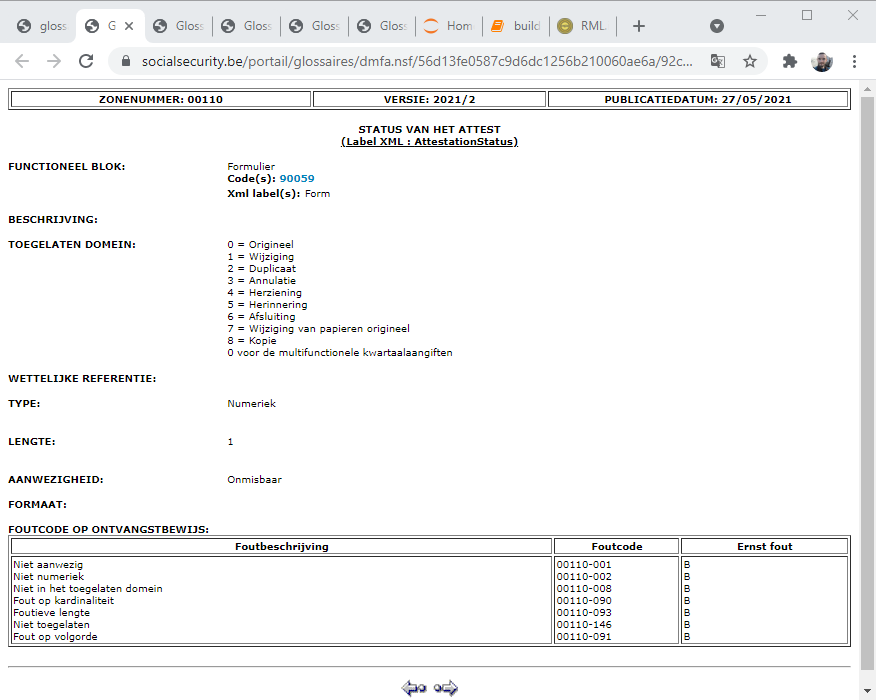 gloss
G
Gloss
Gloss
Gloss
Gloss
Hom
build
RML
socialsecurity.be/portail/glossaires/dmfa.nsf/56d13fe0587c9d6dc1256b210060ae6a/92c...
ZONENUMMER: 00110 VERSIE: 2021/2 PUBLICATIEDATUM: 27/05/2021
STATUS VAN HET ATTEST
(Label XML : AttestationStatus)
FUNCTIONEEL BLOK: Formulier
Code(s): 90059
Xml label(s): Form
BESCHRIJVING:
TOEGELATEN DOMEIN: 0 = Origineel
1 = Wijziging
2 = Duplicaat
3 = Annulatie
4 = Herziening
5 = Herinnering
6 = Afsluiting
7 = Wijziging van papieren origineel
8 = Kopie
0 voor de multifunctionele kwartaalaangiften
WETTELIJKE REFERENTIE:
TYPE: Numeriek
LENGTE: 1
AANWEZIGHEID: Onmisbaar
FORMAAT:
FOUTCODE OP ONTVANGSTBEWIJS:
Foutbeschrijving Foutcode Ernst fout
Niet aanwezig 00110-001 B
Niet numeriek 00110-002 B
Niet in het toegelaten domein 00110-008 B
Fout op kardinaliteit 00110-090 B
Foutieve lengte 00110-093 B
Niet toegelaten 00110-146 B
Fout op volgorde 00110-091 B